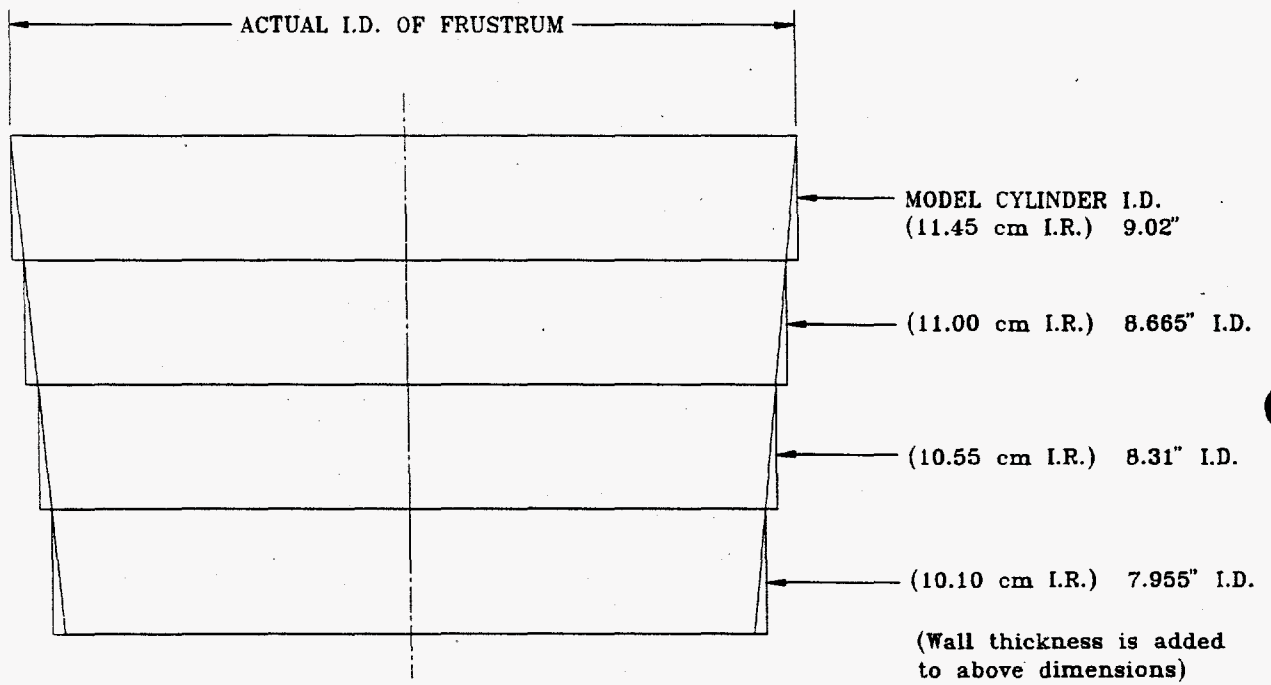 ACTUAL I.D. OF FRUSTRUM
MODEL CYLINDER I.D.
(11.45 cm I.R.) 9.02"
(11.00 cm I.R.) 8.665" I.D.
(10.55 cm I.R.) 8.31" I.D.
(10.10 cm I.R.) 7.955" I.D.
(Wall thickness is added
to above dimensions)